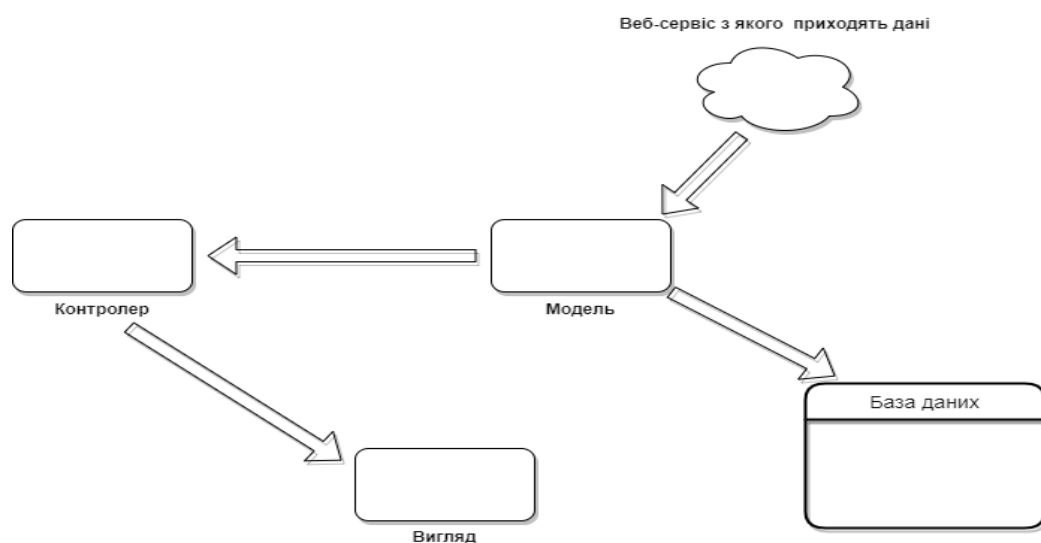 Веб-сервіс з якого приходять дані
Контролер
Модель
База даних
Вигляд